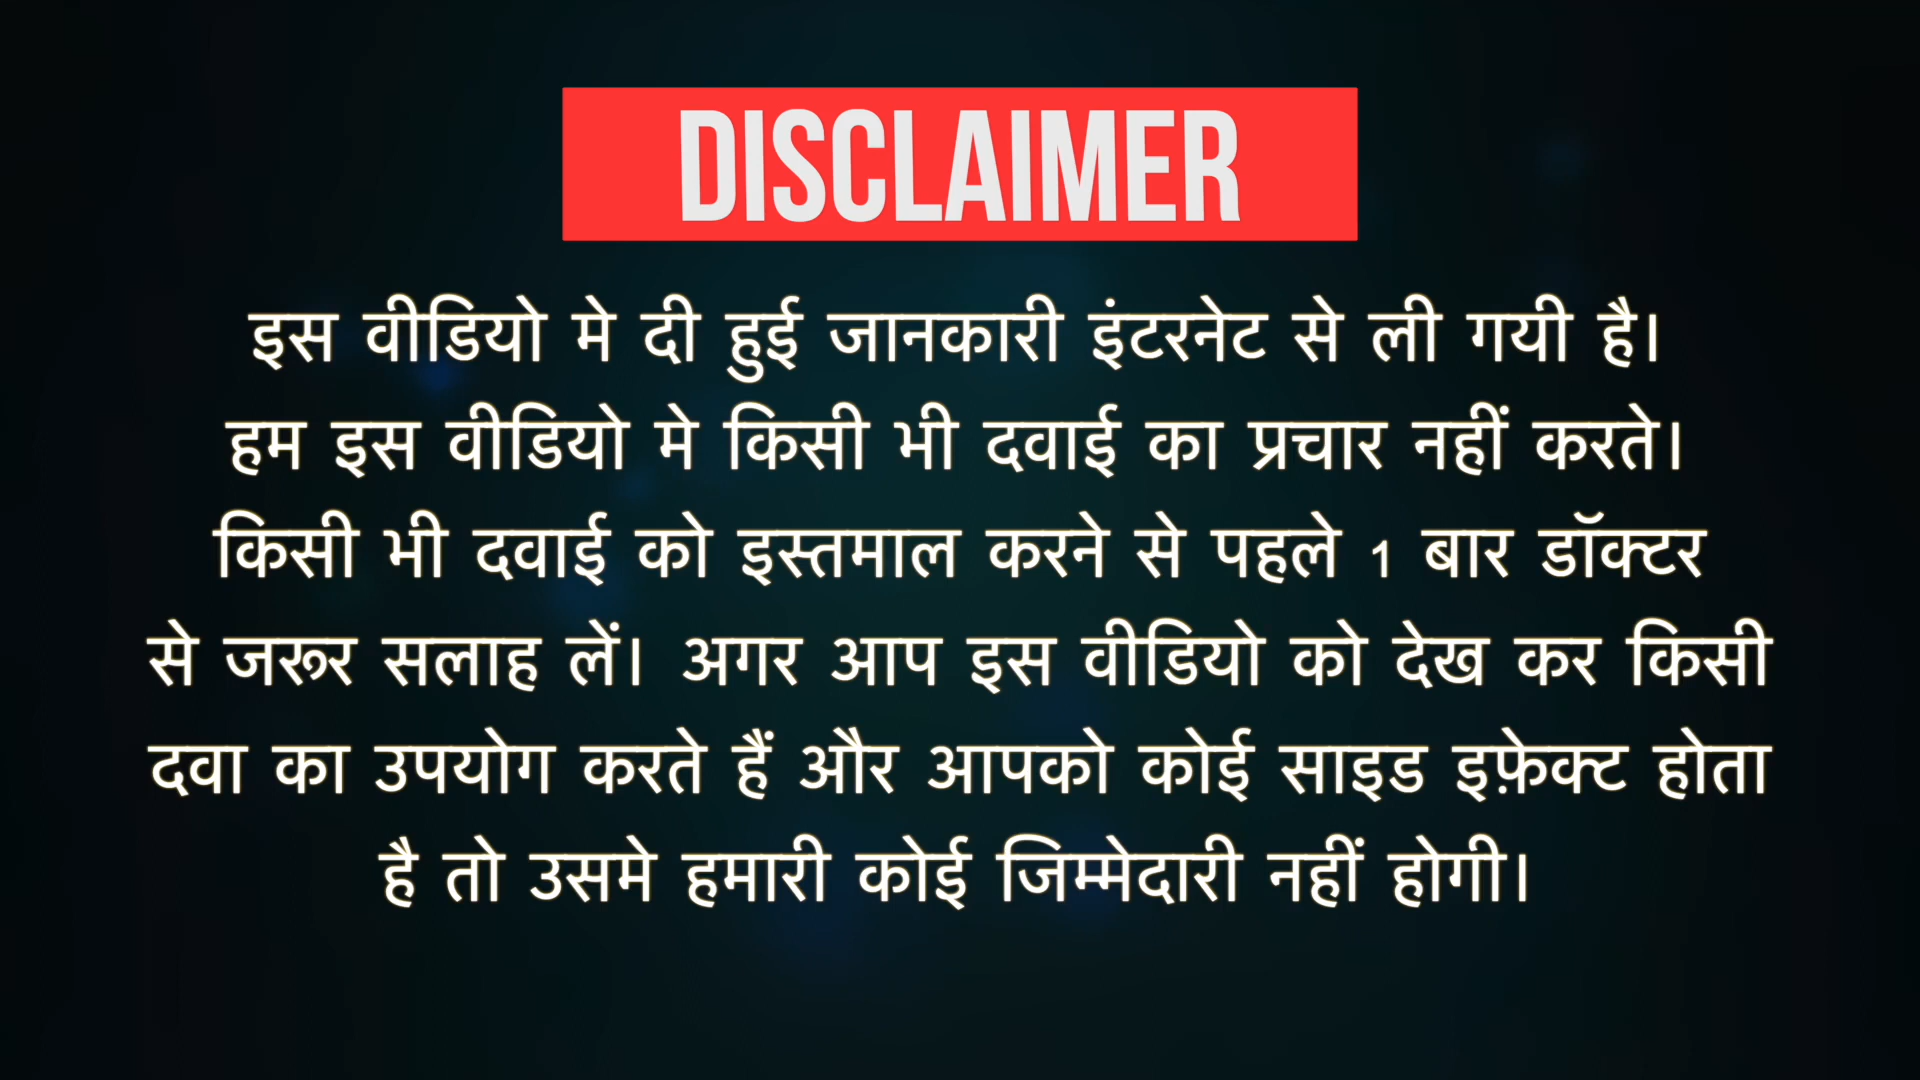 DISCLAIMER
इस वीडियो मे दी हुई जानकारी इंटरनेट से ली गयी है।
हम इस वीडियो मे किसी भी दवाई का प्रचार नहीं करते।
किसी भी दवाई को इस्तमाल करने से पहले 1 बार डॉक्टर
से जरूर सलाह लें। अगर आप इस वीडियो को देख कर किसी
दवा का उपयोग करते हैं और आपको कोई साइड इफ़ेक्ट होता
है तो उसमे हमारी कोई जिम्मेदारी नहीं होगी।